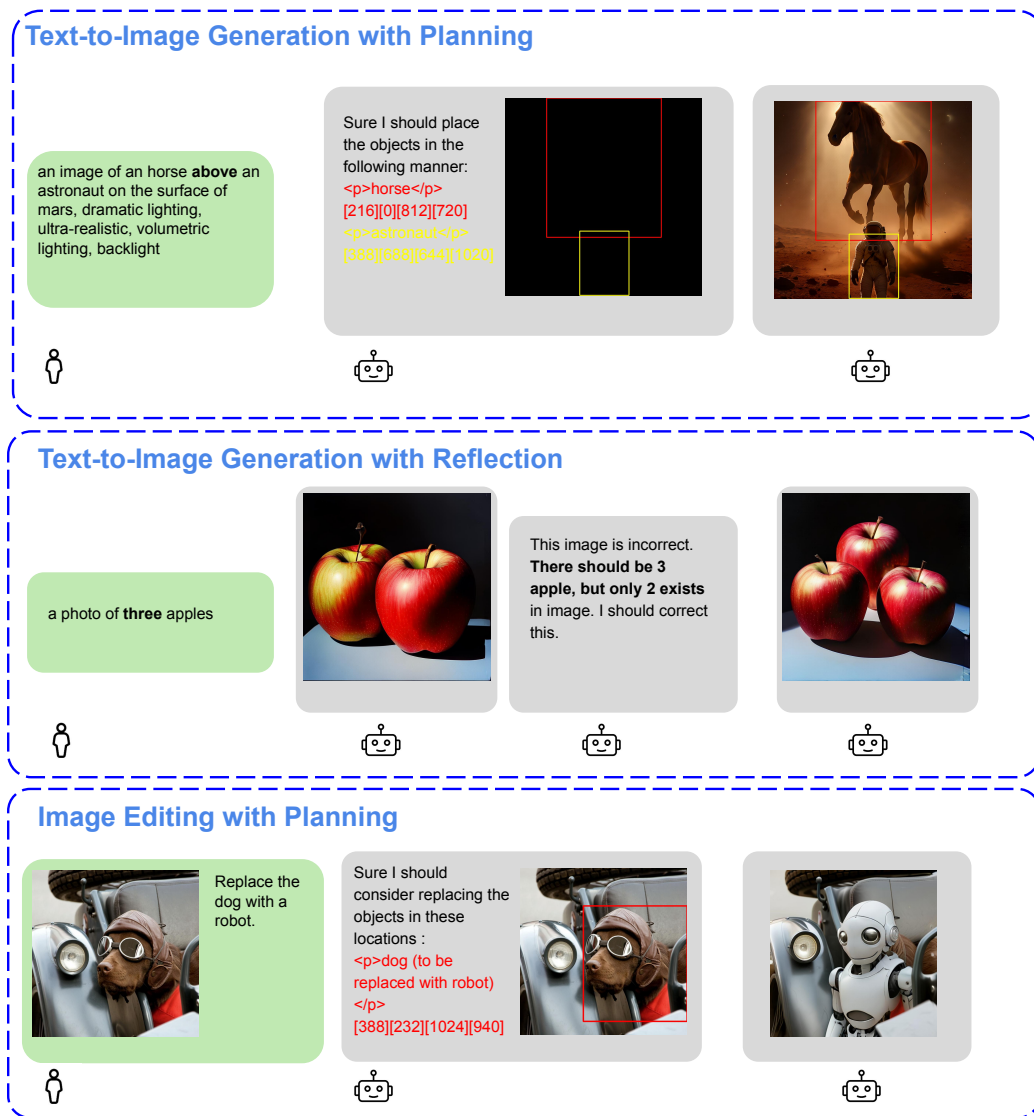 Text-to-Image Generation with Planning
an image of an horse above an
astronaut on the surface of
mars, dramatic lighting,
ultra-realistic, volumetric
lighting, backlight
Sure I should place
the objects in the
following manner:
<p>horse</p>
[216][0][812][720]
<p>astronaut</p>
[388][688][644][1020]
Text-to-Image Generation with Reflection
a photo of three apples
This image is incorrect.
There should be 3
apple, but only 2 exists
in image. I should correct
this.
Image Editing with Planning
Replace the
dog with a
robot.
Sure I should
consider replacing the
objects in these
locations :
<p>dog (to be
replaced with robot)
</p>
[388][232][1024][940]